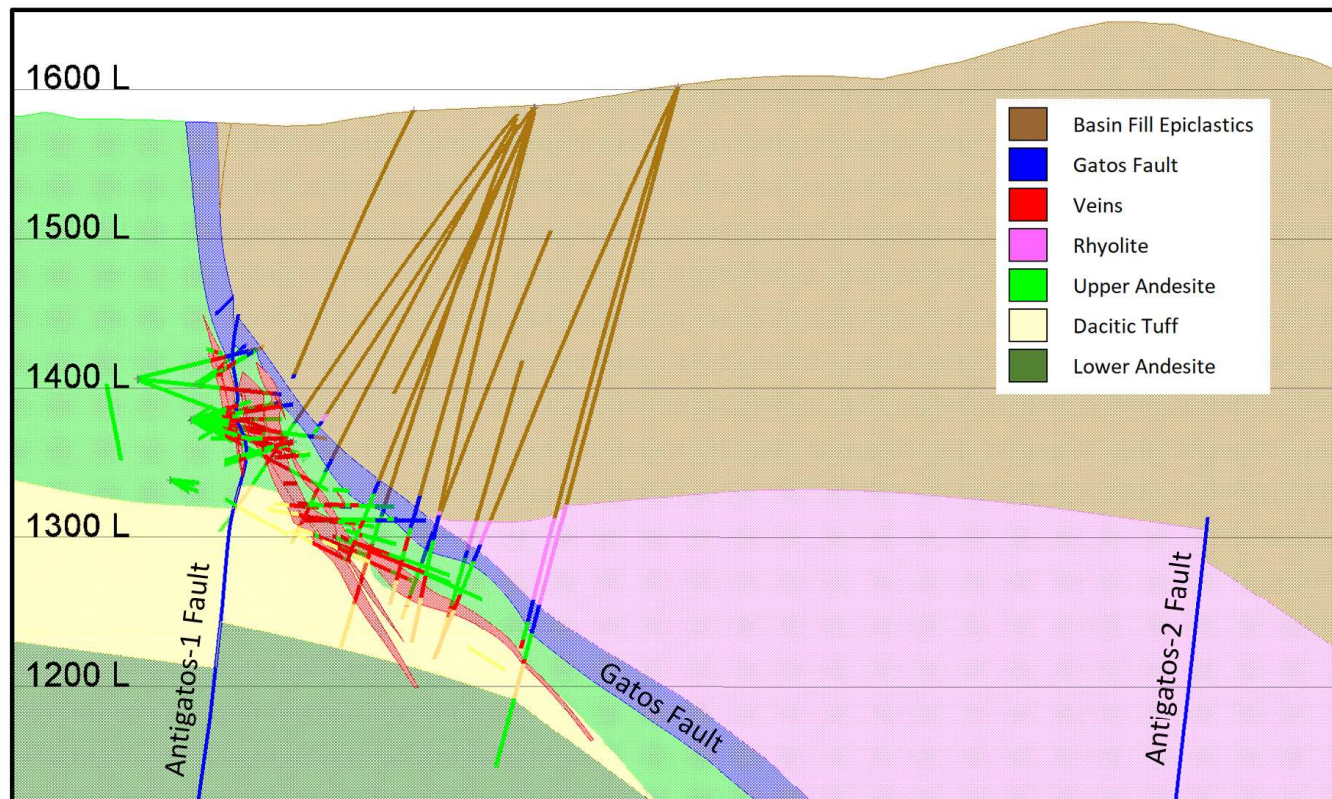 1600 L
1500 L
1400 L
1300 L
1200 L
Basin Fill Epiclastics
Gatos Fault
Veins
Rhyolite
Upper Andesite
Dacitic Tuff
Lower Andesite
Antigatos-1 Fault
Gatos Fault
Antigatos-2 Fault